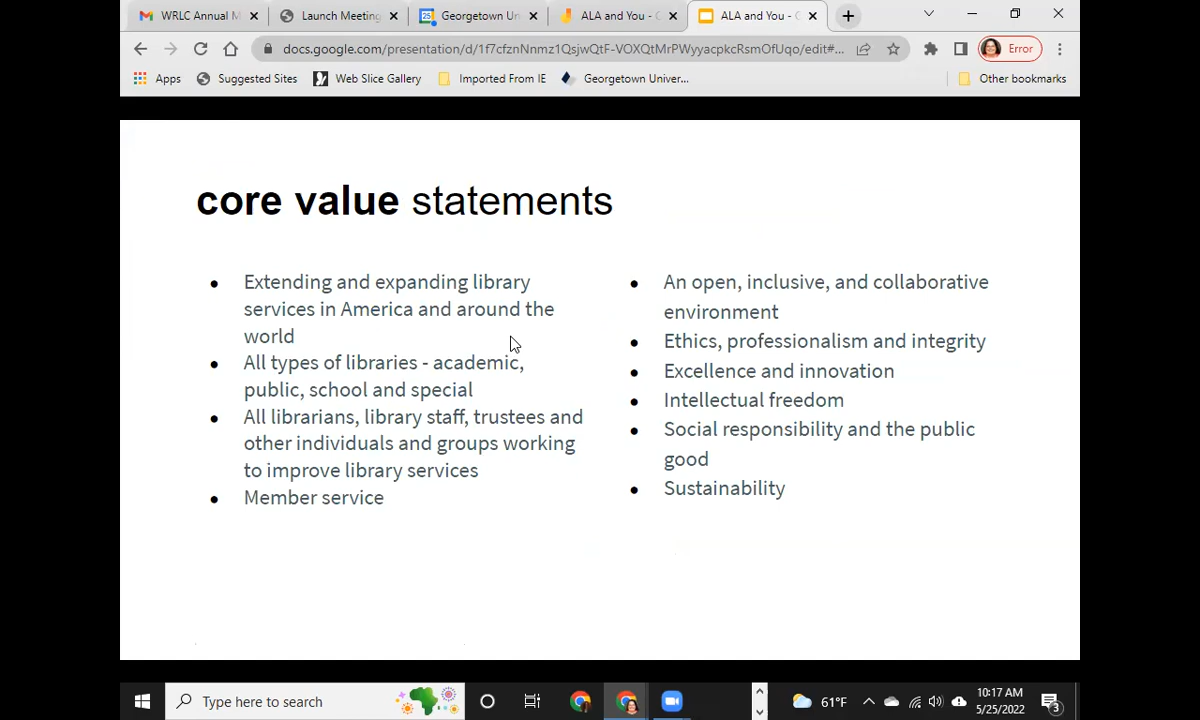 WRLC Annual M
Launch Meeting
25
Georgetown Un
ALA and You - G
ALA and You - G
docs.google.com/presentation/d/1f7cfznNnmz1QsjwQtF-VOXQtMrPWyyacpkcRsmOfUqo/edit#...
Error
Apps
Suggested Sites
Web Slice Gallery
Imported From IE
Georgetown Univer...
Other bookmarks
core value statements
• Extending and expanding library
services in America and around the
world
• All types of libraries - academic,
public, school and special
• All librarians, library staff, trustees and
other individuals and groups working
to improve library services
• Member service
• An open, inclusive, and collaborative
environment
• Ethics, professionalism and integrity
• Excellence and innovation
• Intellectual freedom
• Social responsibility and the public
good
• Sustainability
Type here to search
61°F
10:17 AM
5/25/2022
3